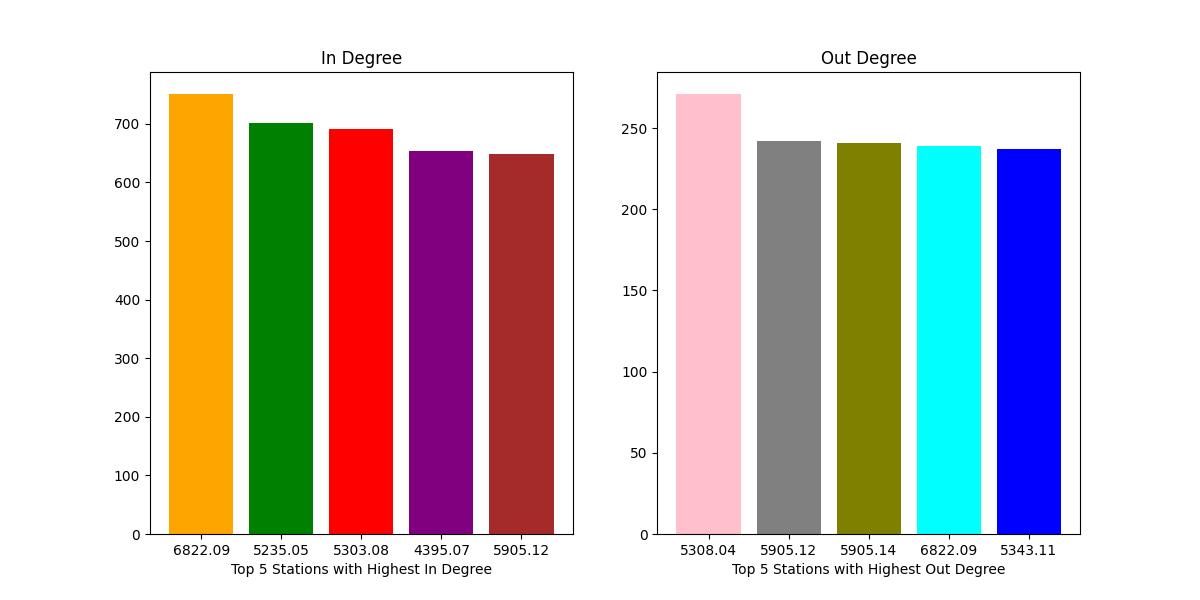 In Degree
700
600
500
400
300
200
100
0
6822.09 5235.05 5303.08 4395.07 5905.12
Top 5 Stations with Highest In Degree
Out Degree
250
200
150
100
50
0
5308.04 5905.12 5905.14 6822.09 5343.11
Top 5 Stations with Highest Out Degree